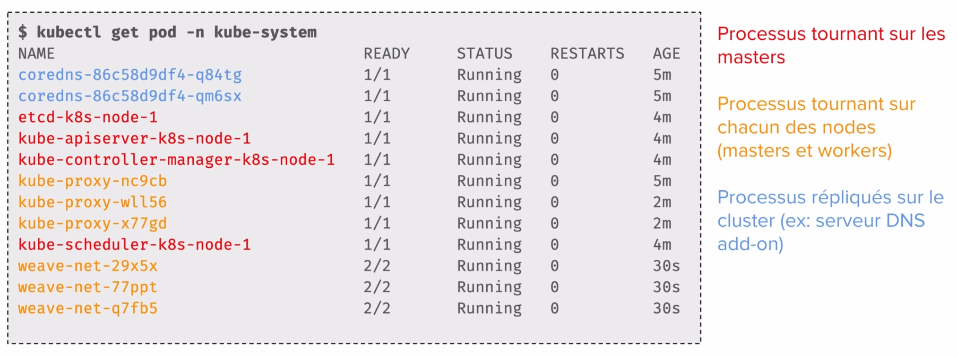 $ kubectl get pod -n kube-system
NAME READY STATUS RESTARTS AGE
coredns-86c58d9df4-q84tg 1/1 Running 0 5m
coredns-86c58d9df4-qm6sx 1/1 Running 0 5m
etcd-k8s-node-1 1/1 Running 0 4m
kube-apiserver-k8s-node-1 1/1 Running 0 4m
kube-controller-manager-k8s-node-1 1/1 Running 0 4m
kube-proxy-nc9cb 1/1 Running 0 5m
kube-proxy-wll56 1/1 Running 0 2m
kube-proxy-x77gd 1/1 Running 0 2m
kube-scheduler-k8s-node-1 1/1 Running 0 4m
weave-net-29x5x 2/2 Running 0 30s
weave-net-77ppt 2/2 Running 0 30s
weave-net-q7fb5 2/2 Running 0 30s
Processus tournant sur les
masters
Processus tournant sur
chacun des nodes
(masters et workers)
Processus répliqués sur le
cluster (ex: serveur DNS
add-on)